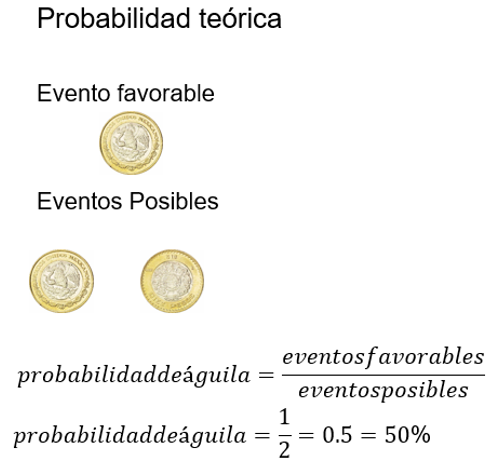 Probabilidad teórica
Evento favorable
Eventos Posibles
probabilidaddeáguila = eventosfavorables / eventosposibles
probabilidaddeáguila = 1/2 = 0.5 = 50%